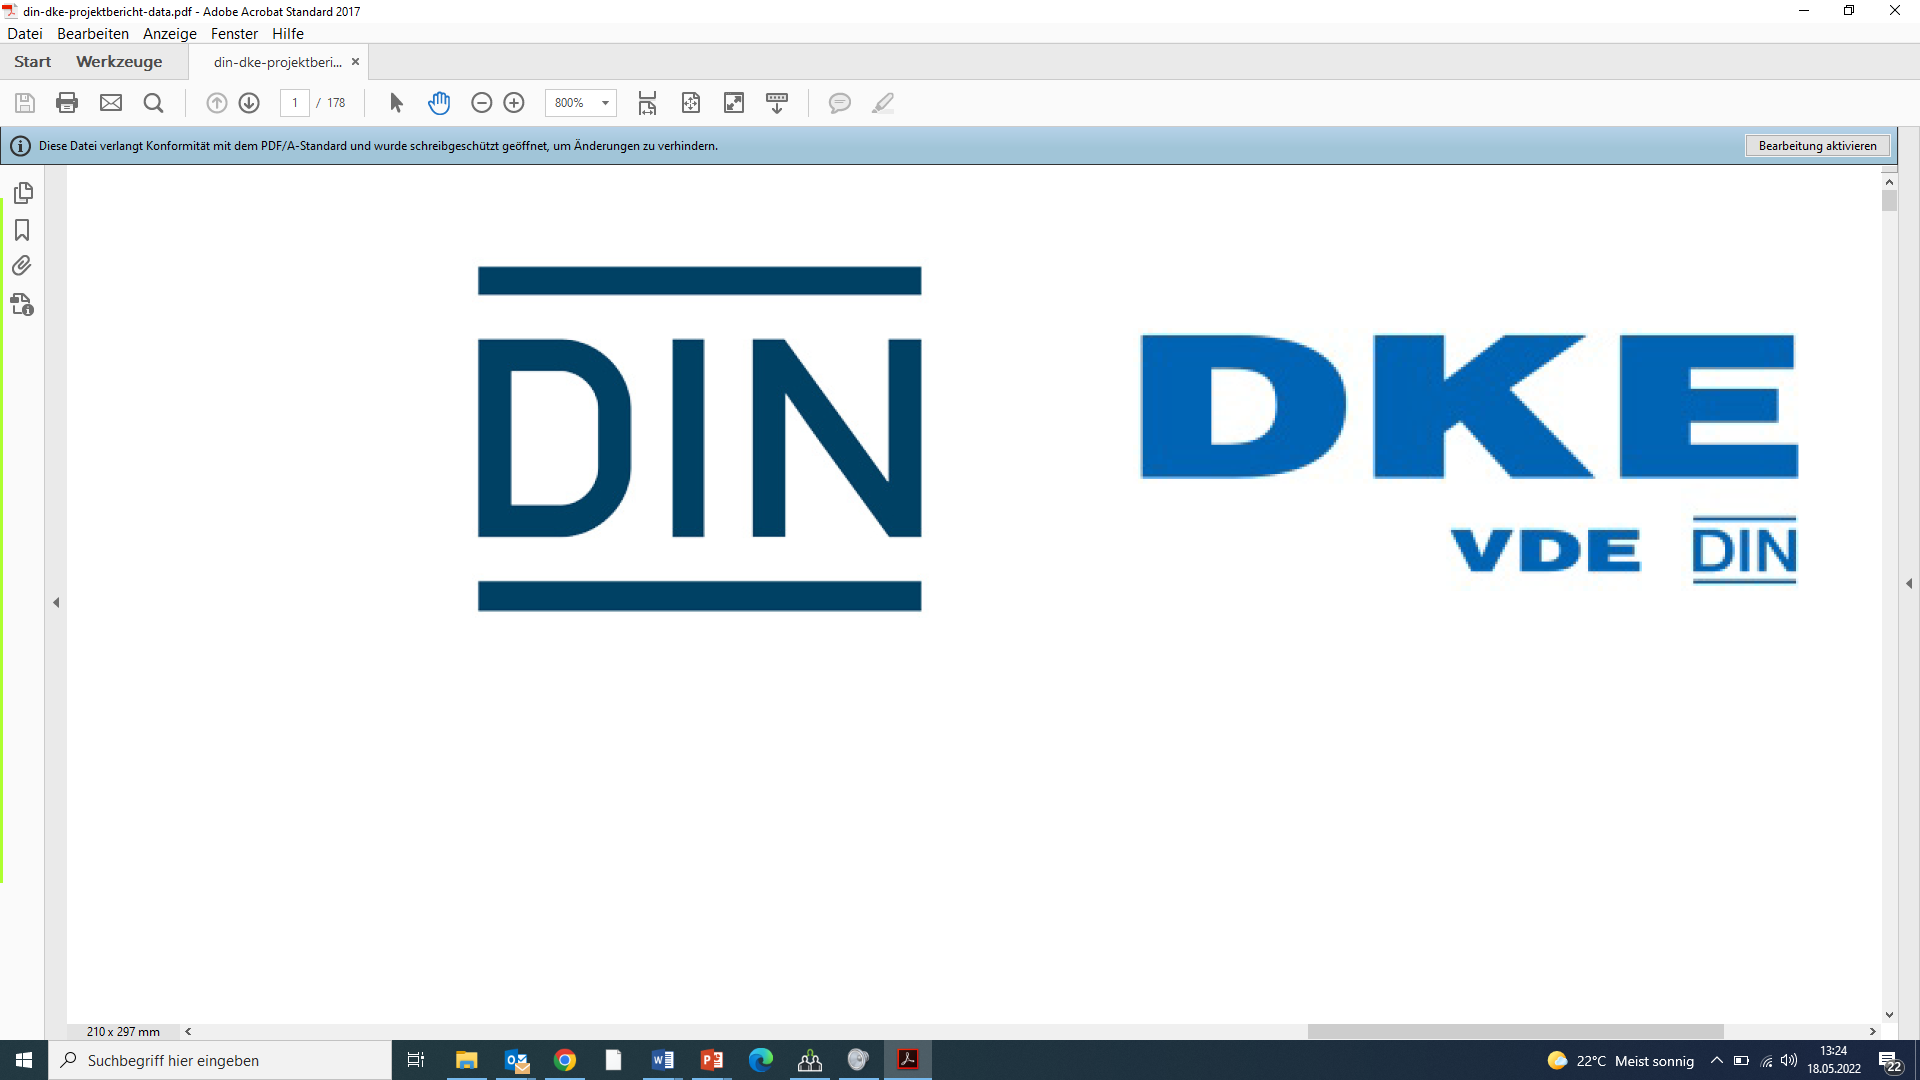 din-dke-projektbericht-data.pdf - Adobe Acrobat Standard 2017
Datei Bearbeiten Anzeige Fenster Hilfe
Start Werkzeuge din-dke-projektberi... ×
1 / 178 800%
Diese Datei verlangt Konformität mit dem PDF/A-Standard und wurde schreibgeschützt geöffnet, um Änderungen zu verhindern. Bearbeitung aktivieren
DIN
DKE
VDE DIN
210 x 297 mm
Suchbegriff hier eingeben
22°C Meist sonnig
13:24
18.05.2022
22